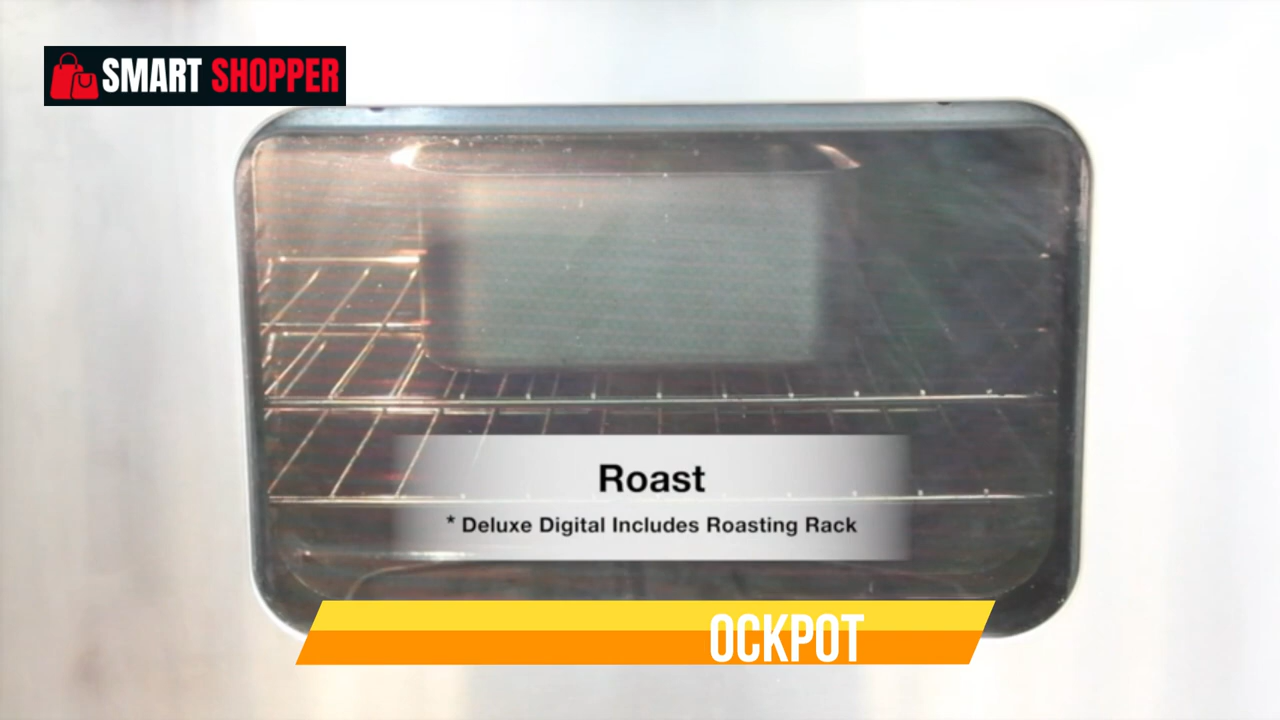 SMART SHOPPER
Roast
* Deluxe Digital Includes Roasting Rack
OCKPOT